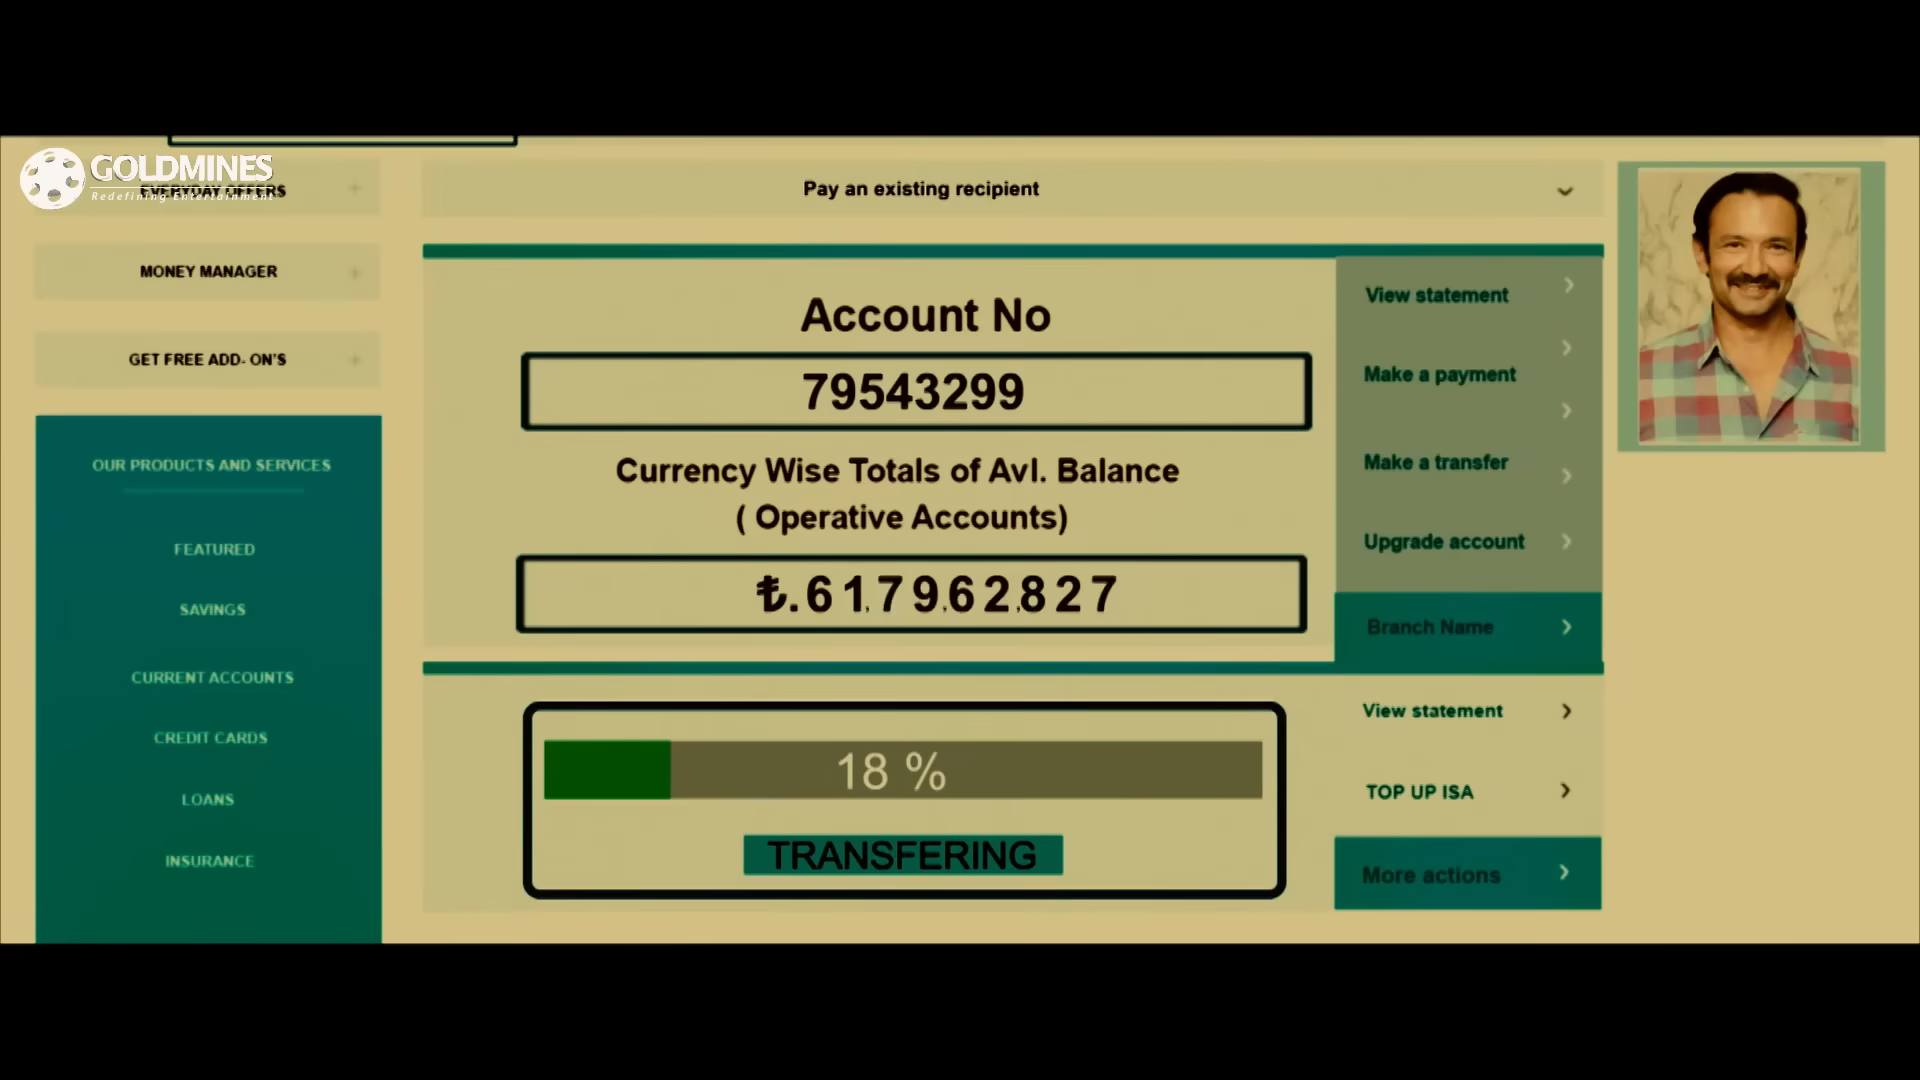 GOLDMINES
Redefining Entertainment
EVERYDAY OFFERS
MONEY MANAGER
GET FREE ADD- ON'S
OUR PRODUCTS AND SERVICES
FEATURED
SAVINGS
CURRENT ACCOUNTS
CREDIT CARDS
LOANS
INSURANCE
Pay an existing recipient
Account No
79543299
Currency Wise Totals of Avl. Balance
( Operative Accounts)
₺.61,79,62,827
18 %
TRANSFERING
View statement
Make a payment
Make a transfer
Upgrade account
Branch Name
View statement
TOP UP ISA
More actions